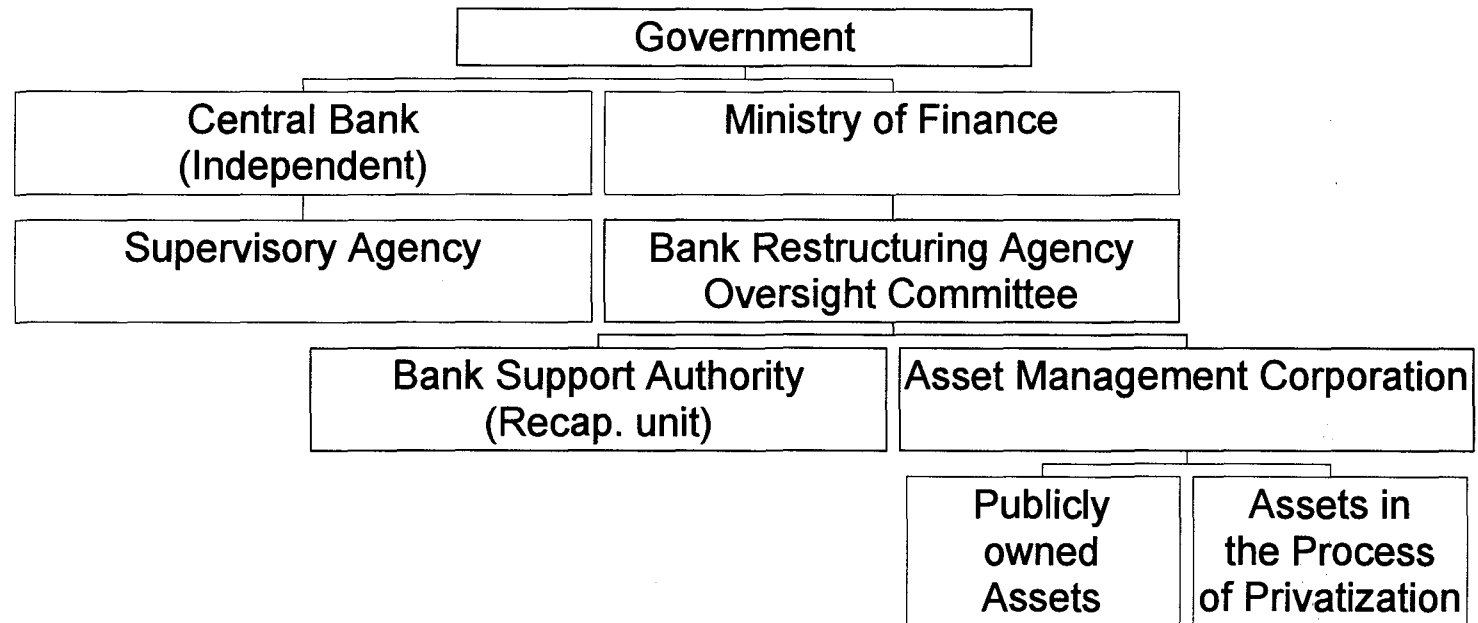 Government
Central Bank
(Independent)
Ministry of Finance
Supervisory Agency
Bank Restructuring Agency
Oversight Committee
Bank Support Authority
(Recap. unit)
Asset Management Corporation
Publicly
owned
Assets
Assets in
the Process
of Privatization